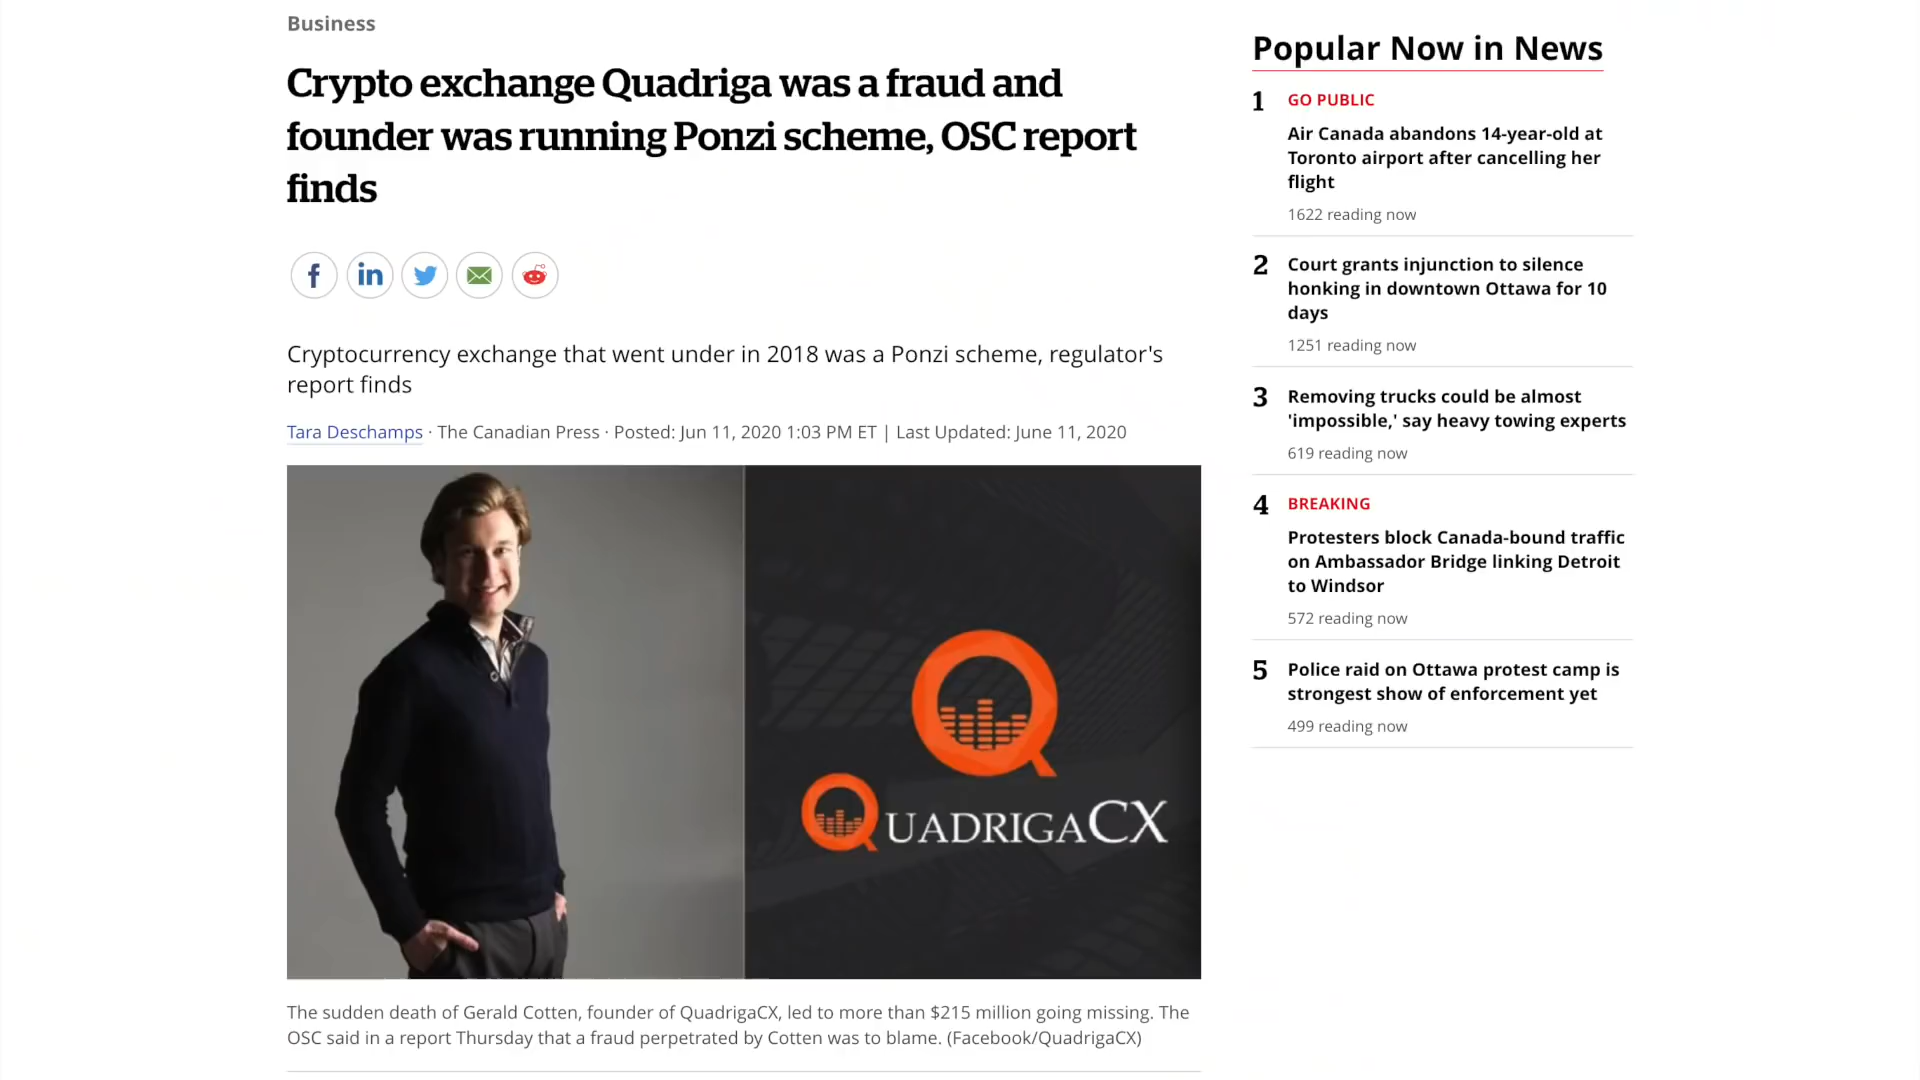 Business
Crypto exchange Quadriga was a fraud and
founder was running Ponzi scheme, OSC report
finds
Cryptocurrency exchange that went under in 2018 was a Ponzi scheme, regulator's
report finds
Tara Deschamps · The Canadian Press · Posted: Jun 11, 2020 1:03 PM ET | Last Updated: June 11, 2020
QUADRIGACX
The sudden death of Gerald Cotten, founder of QuadrigaCX, led to more than $215 million going missing. The
OSC said in a report Thursday that a fraud perpetrated by Cotten was to blame. (Facebook/QuadrigaCX)
Popular Now in News
1 GO PUBLIC
Air Canada abandons 14-year-old at
Toronto airport after cancelling her
flight
1622 reading now
2 Court grants injunction to silence
honking in downtown Ottawa for 10
days
1251 reading now
3 Removing trucks could be almost
'impossible,' say heavy towing experts
619 reading now
4 BREAKING
Protesters block Canada-bound traffic
on Ambassador Bridge linking Detroit
to Windsor
572 reading now
5 Police raid on Ottawa protest camp is
strongest show of enforcement yet
499 reading now